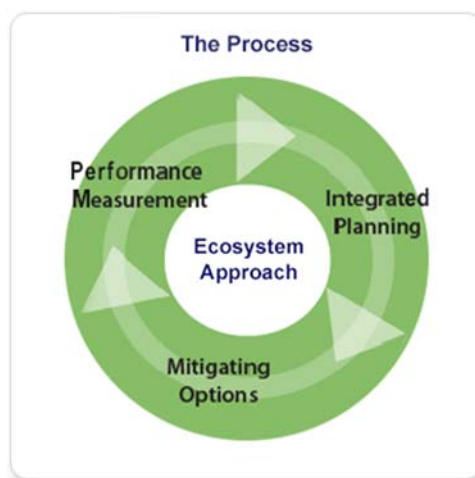 The Process
Performance
Measurement
Integrated
Planning
Ecosystem
Approach
Mitigating
Options